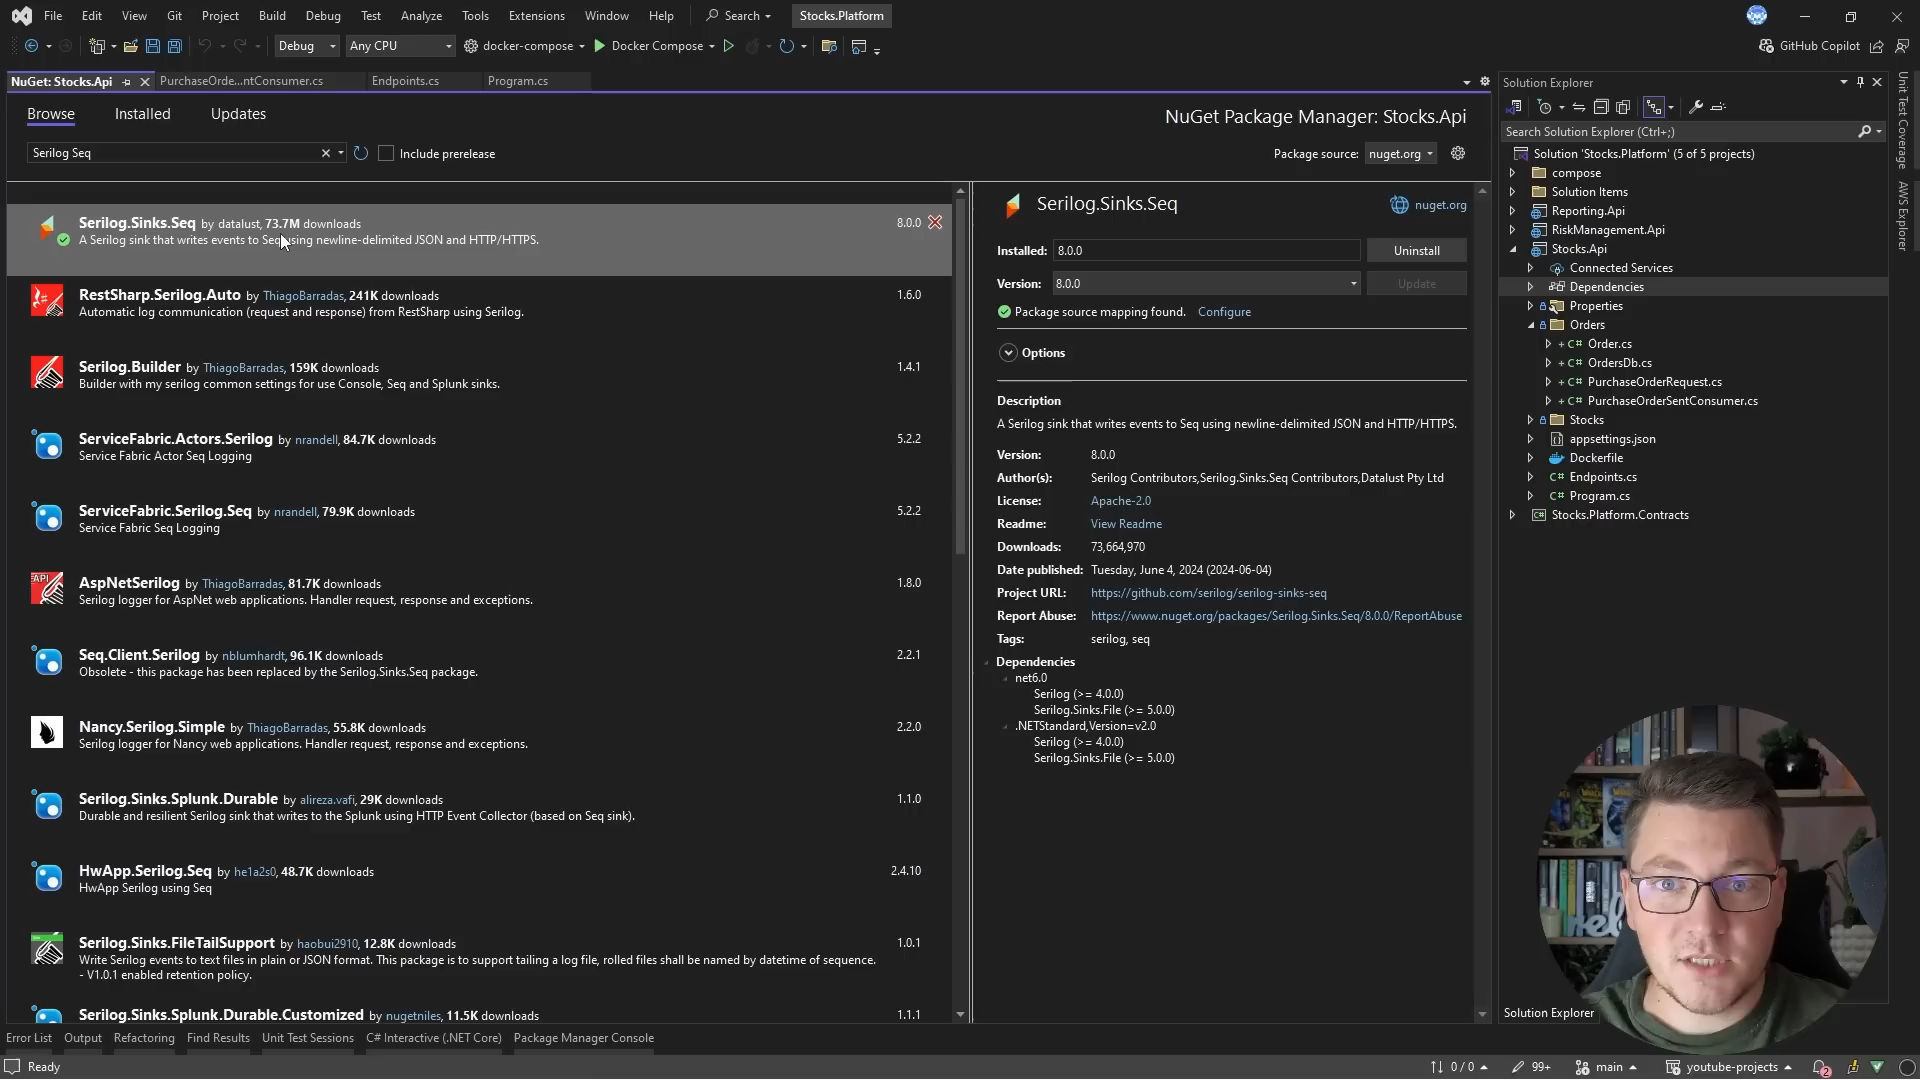 File Edit View Git Project Build Debug Test Analyze Tools Extensions Window Help Search Stocks.Platform
Debug Any CPU docker-compose Docker Compose GitHub Copilot
NuGet: Stocks.Api PurchaseOrde...ntConsumer.cs Endpoints.cs Program.cs
Browse Installed Updates
NuGet Package Manager: Stocks.Api
Serilog Seq Include prerelease
Package source: nuget.org
Serilog.Sinks.Seq by datalust, 73.7M downloads 8.0.0
A Serilog sink that writes events to Seq using newline-delimited JSON and HTTP/HTTPS.
RestSharp.Serilog.Auto by ThiagoBarradas, 241K downloads 1.6.0
Automatic log communication (request and response) from RestSharp using Serilog.
Serilog.Builder by ThiagoBarradas, 159K downloads 1.4.1
Builder with my serilog common settings for use Console, Seq and Splunk sinks.
ServiceFabric.Actors.Serilog by nrandell, 84.7K downloads 5.2.2
Service Fabric Actor Seq Logging
ServiceFabric.Serilog.Seq by nrandell, 79.9K downloads 5.2.2
Service Fabric Seq Logging
API
AspNetSerilog by ThiagoBarradas, 81.7K downloads 1.8.0
Serilog logger for AspNet web applications. Handler request, response and exceptions.
Seq.Client.Serilog by nblumhardt, 96.1K downloads 2.2.1
Obsolete - this package has been replaced by the Serilog.Sinks.Seq package.
Nancy.Serilog.Simple by ThiagoBarradas, 55.8K downloads 2.2.0
Serilog logger for Nancy web applications. Handler request, response and exceptions.
Serilog.Sinks.Splunk.Durable by alireza.vafi, 29K downloads 1.1.0
Durable and resilient Serilog sink that writes to the Splunk using HTTP Event Collector (based on Seq sink).
HwApp.Serilog.Seq by he1a2s0, 48.7K downloads 2.4.10
HwApp Serilog using Seq
Serilog.Sinks.FileTailSupport by haobui2910, 12.8K downloads 1.0.1
Write Serilog events to text files in plain or JSON format. This package is to support tailing a log file, rolled files shall be named by datetime of sequence.
- V1.0.1 enabled retention policy.
Serilog.Sinks.Splunk.Durable.Customized by nugetniles, 11.5K downloads 1.1.1
Serilog.Sinks.Seq nuget.org
Installed: 8.0.0 Uninstall
Version: 8.0.0 Update
Package source mapping found. Configure
Options
Description
A Serilog sink that writes events to Seq using newline-delimited JSON and HTTP/HTTPS.
Version: 8.0.0
Author(s): Serilog Contributors,Serilog.Sinks.Seq Contributors,Datalust Pty Ltd
License: Apache-2.0
Readme: View Readme
Downloads: 73,664,970
Date published: Tuesday, June 4, 2024 (2024-06-04)
Project URL: https://github.com/serilog/serilog-sinks-seq
Report Abuse: https://www.nuget.org/packages/Serilog.Sinks.Seq/8.0.0/ReportAbuse
Tags: serilog, seq
Dependencies
net6.0
Serilog (>= 4.0.0)
Serilog.Sinks.File (>= 5.0.0)
.NETStandard,Version=v2.0
Serilog (>= 4.0.0)
Serilog.Sinks.File (>= 5.0.0)
Solution Explorer
Search Solution Explorer (Ctrl+;)
Solution 'Stocks.Platform' (5 of 5 projects)
compose
Solution Items
Reporting.Api
RiskManagement.Api
Stocks.Api
Connected Services
Dependencies
Properties
Orders
+ C# Order.cs
+ C# OrdersDb.cs
+ C# PurchaseOrderRequest.cs
+ C# PurchaseOrderSentConsumer.cs
Stocks
appsettings.json
Dockerfile
C# Endpoints.cs
C# Program.cs
C# Stocks.Platform.Contracts
Solution Explorer
Unit Test Coverage
AWS Explorer
Error List Output Refactoring Find Results Unit Test Sessions C# Interactive (.NET Core) Package Manager Console
Ready 0 / 0 99+ main youtube-projects 2